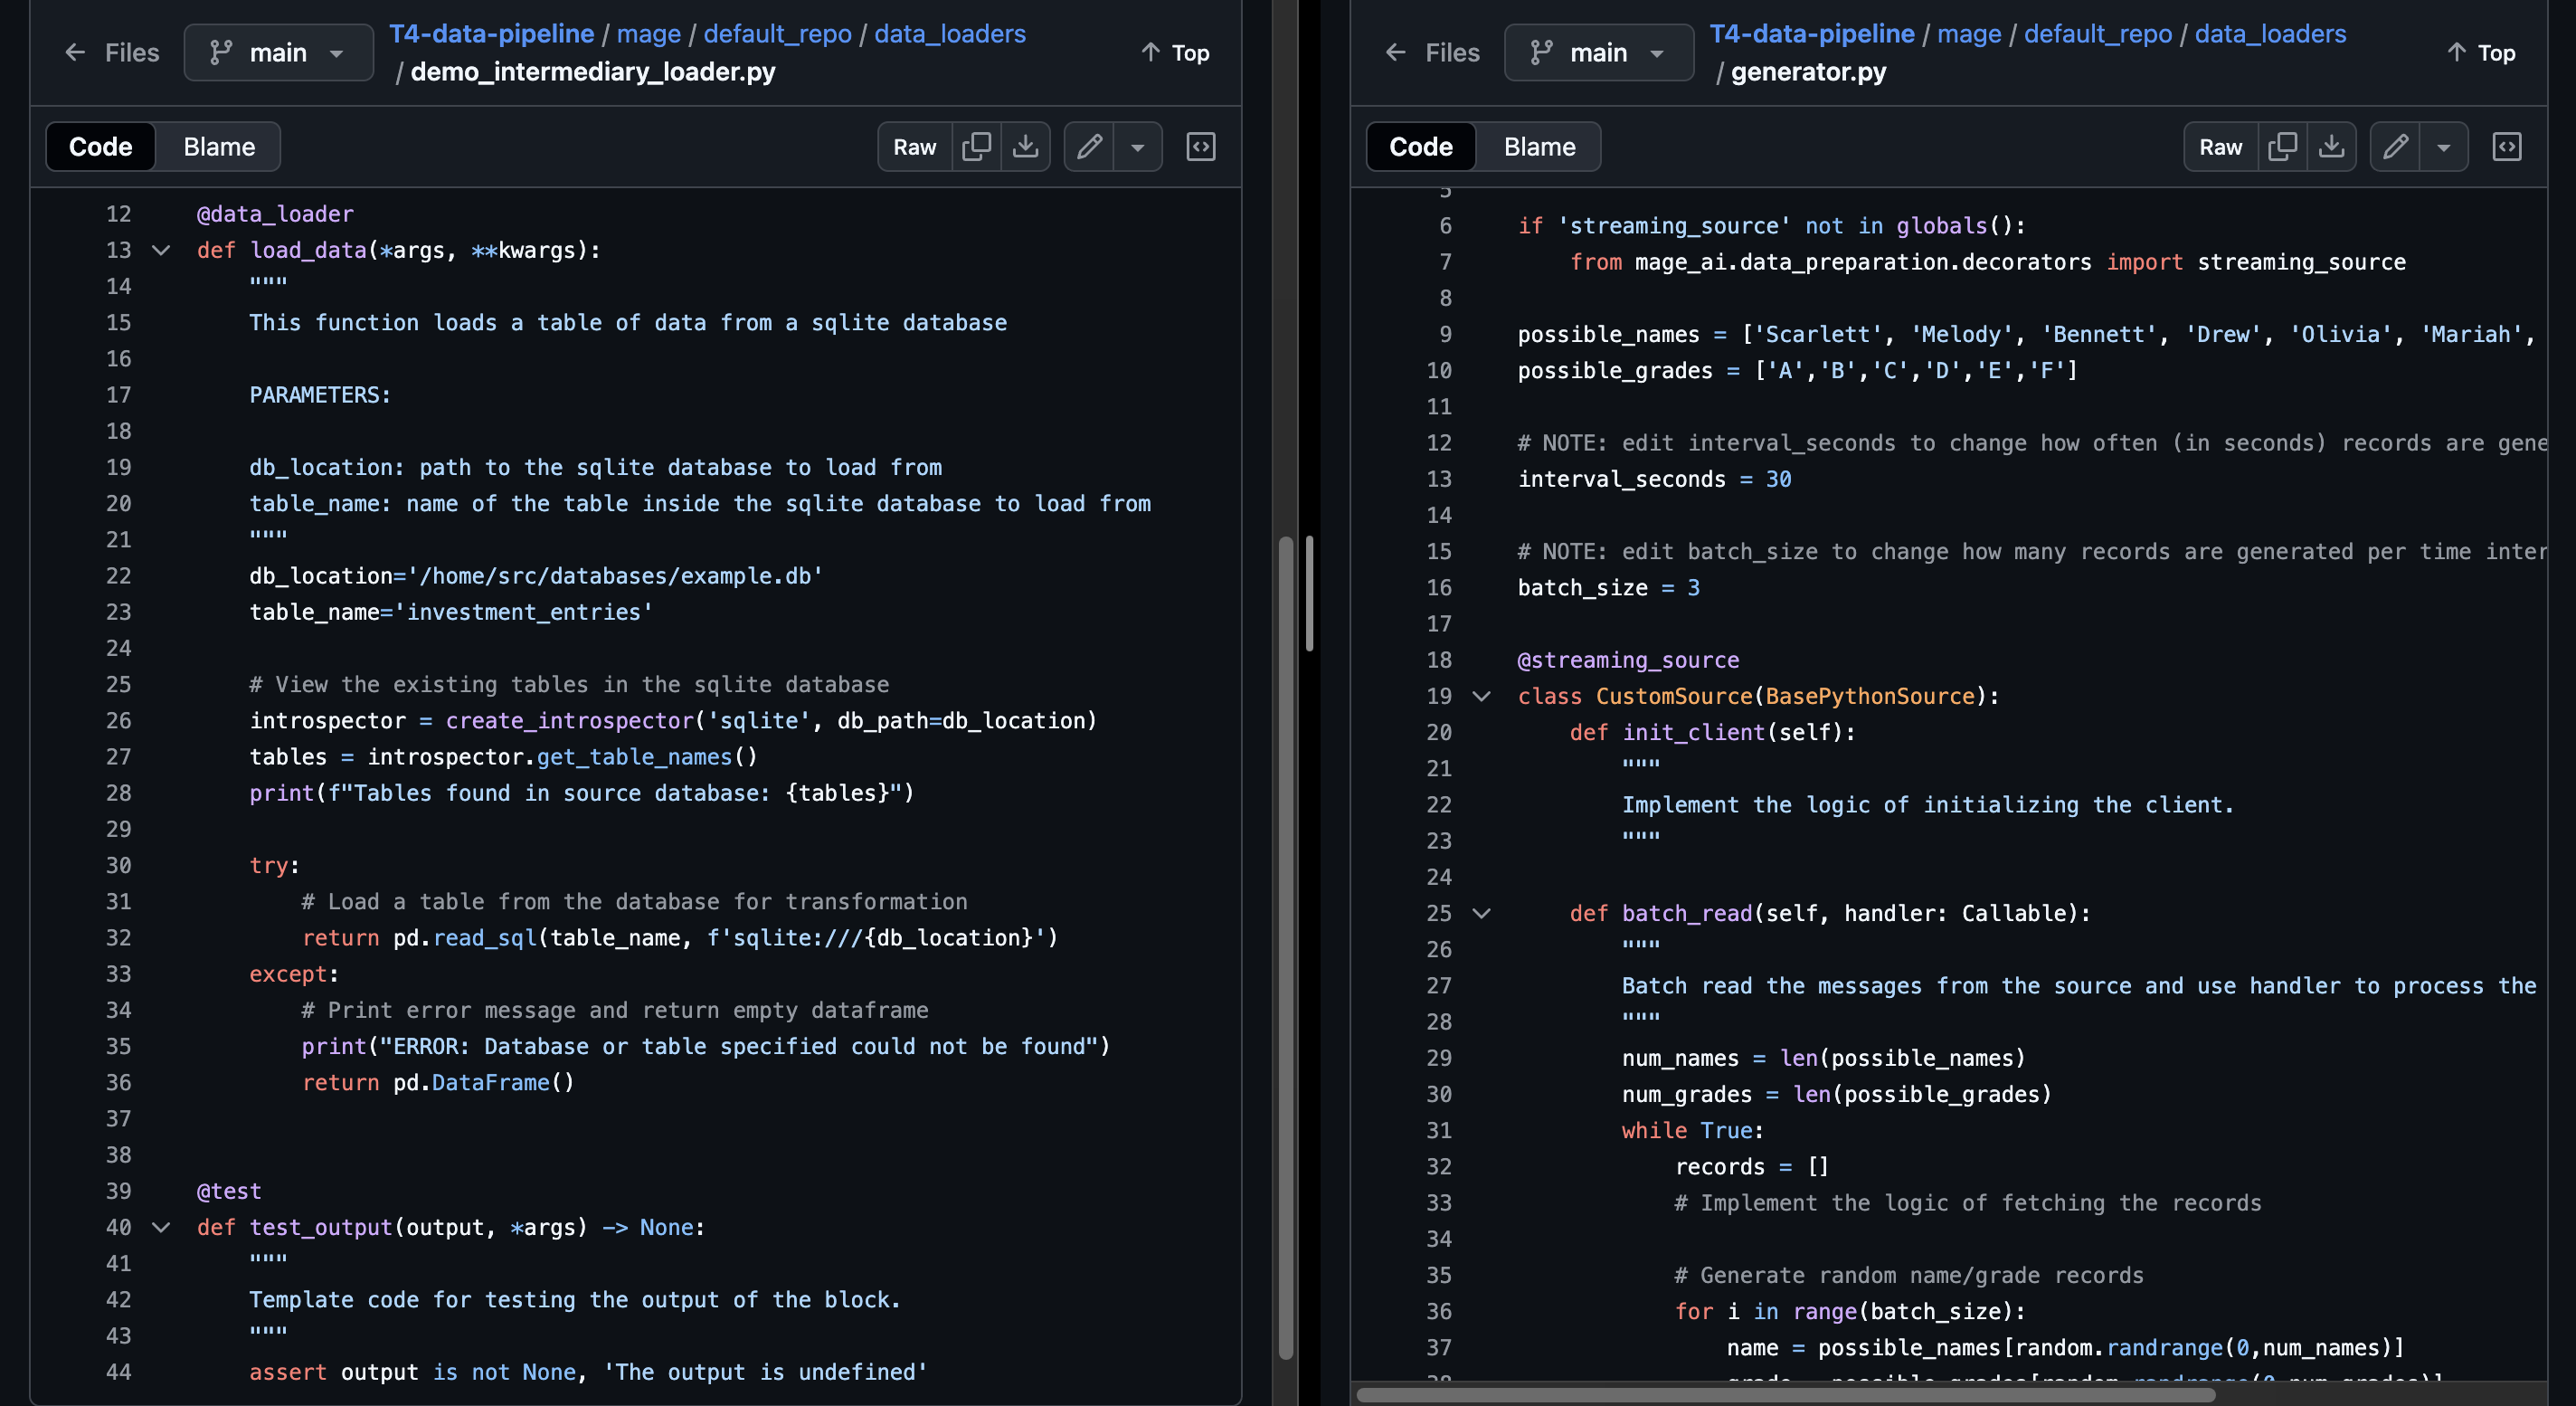 Files
main
T4-data-pipeline / mage / default_repo / data_loaders
/ demo_intermediary_loader.py
Top
Code
Blame
Raw
12 @data_loader
13 def load_data(*args, **kwargs):
14     """
15     This function loads a table of data from a sqlite database
16
17     PARAMETERS:
18
19     db_location: path to the sqlite database to load from
20     table_name: name of the table inside the sqlite database to load from
21     """
22     db_location='/home/src/databases/example.db'
23     table_name='investment_entries'
24
25     # View the existing tables in the sqlite database
26     introspector = create_introspector('sqlite', db_path=db_location)
27     tables = introspector.get_table_names()
28     print(f"Tables found in source database: {tables}")
29
30     try:
31         # Load a table from the database for transformation
32         return pd.read_sql(table_name, f'sqlite:///{db_location}')
33     except:
34         # Print error message and return empty dataframe
35         print("ERROR: Database or table specified could not be found")
36         return pd.DataFrame()
37
38
39 @test
40 def test_output(output, *args) -> None:
41     """
42     Template code for testing the output of the block.
43     """
44     assert output is not None, 'The output is undefined'
Files
main
T4-data-pipeline / mage / default_repo / data_loaders
/ generator.py
Top
Code
Blame
Raw
5
6 if 'streaming_source' not in globals():
7     from mage_ai.data_preparation.decorators import streaming_source
8
9 possible_names = ['Scarlett', 'Melody', 'Bennett', 'Drew', 'Olivia', 'Mariah',
10 possible_grades = ['A','B','C','D','E','F']
11
12 # NOTE: edit interval_seconds to change how often (in seconds) records are gene
13 interval_seconds = 30
14
15 # NOTE: edit batch_size to change how many records are generated per time inter
16 batch_size = 3
17
18 @streaming_source
19 class CustomSource(BasePythonSource):
20     def init_client(self):
21         """
22         Implement the logic of initializing the client.
23         """
24
25     def batch_read(self, handler: Callable):
26         """
27         Batch read the messages from the source and use handler to process the
28         """
29         num_names = len(possible_names)
30         num_grades = len(possible_grades)
31         while True:
32             records = []
33             # Implement the logic of fetching the records
34
35             # Generate random name/grade records
36             for i in range(batch_size):
37                 name = possible_names[random.randrange(0,num_names)]
38                 grade = possible_grades[random.randrange(0,num_grades)]